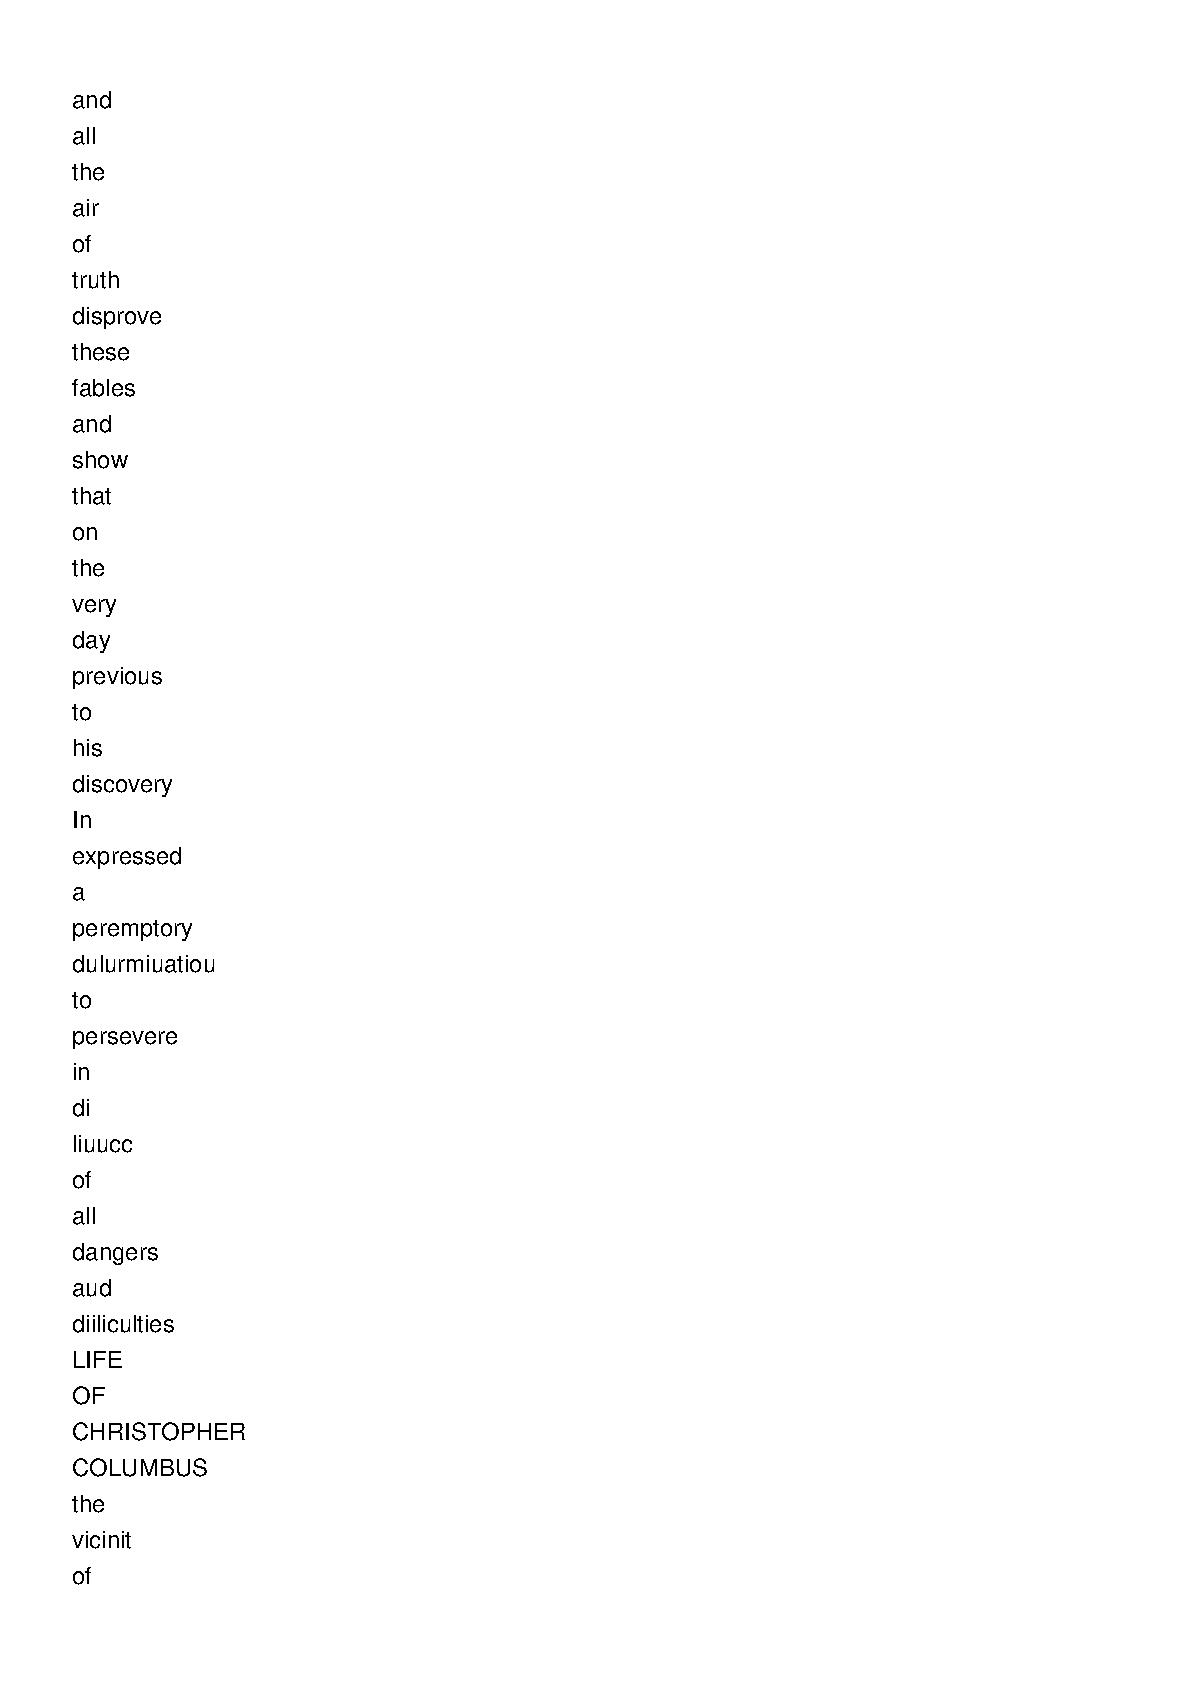 and
all
the
air
of
truth
disprove
these
fables
and
show
that
on
the
very
day
previous
to
his
discovery
In
expressed
a
peremptory
dulurmiuatiou
to
persevere
in
di
liuucc
of
all
dangers
aud
diiliculties
LIFE
OF
CHRISTOPHER
COLUMBUS
the
vicinit
of